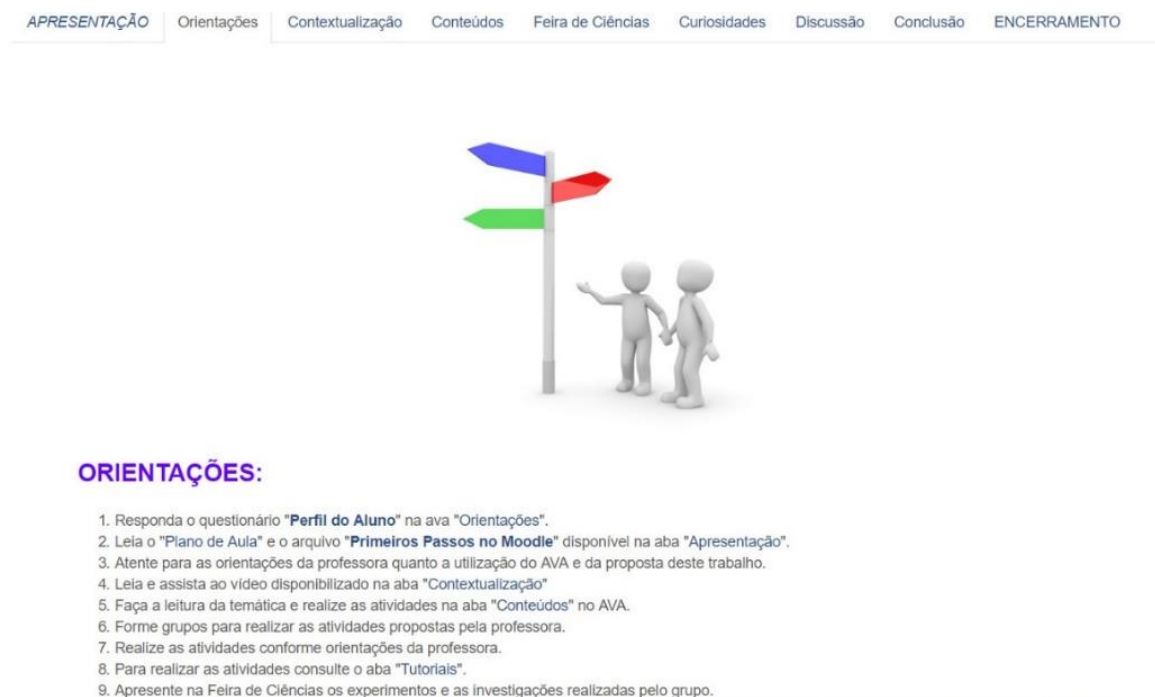 APRESENTAÇÃO Orientações Contextualização Conteúdos Feira de Ciências Curiosidades Discussão Conclusão ENCERRAMENTO
ORIENTAÇÕES:
1. Responda o questionário "Perfil do Aluno" na ava "Orientações".
2. Leia o "Plano de Aula" e o arquivo "Primeiros Passos no Moodle" disponível na aba "Apresentação".
3. Atente para as orientações da professora quanto a utilização do AVA e da proposta deste trabalho.
4. Leia e assista ao vídeo disponibilizado na aba "Contextualização"
5. Faça a leitura da temática e realize as atividades na aba "Conteúdos" no AVA.
6. Forme grupos para realizar as atividades propostas pela professora.
7. Realize as atividades conforme orientações da professora.
8. Para realizar as atividades consulte o aba "Tutoriais".
9. Apresente na Feira de Ciências os experimentos e as investigações realizadas pelo grupo.